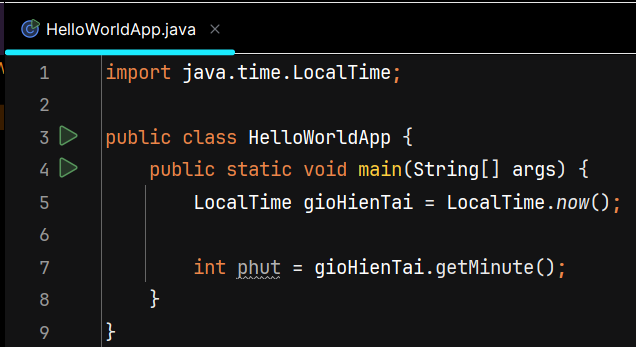 HelloWorldApp.java
1 import java.time.LocalTime;
2
3 public class HelloWorldApp {
4 public static void main(String[] args) {
5 LocalTime gioHienTai = LocalTime.now();
6
7 int phut = gioHienTai.getMinute();
8 }
9 }